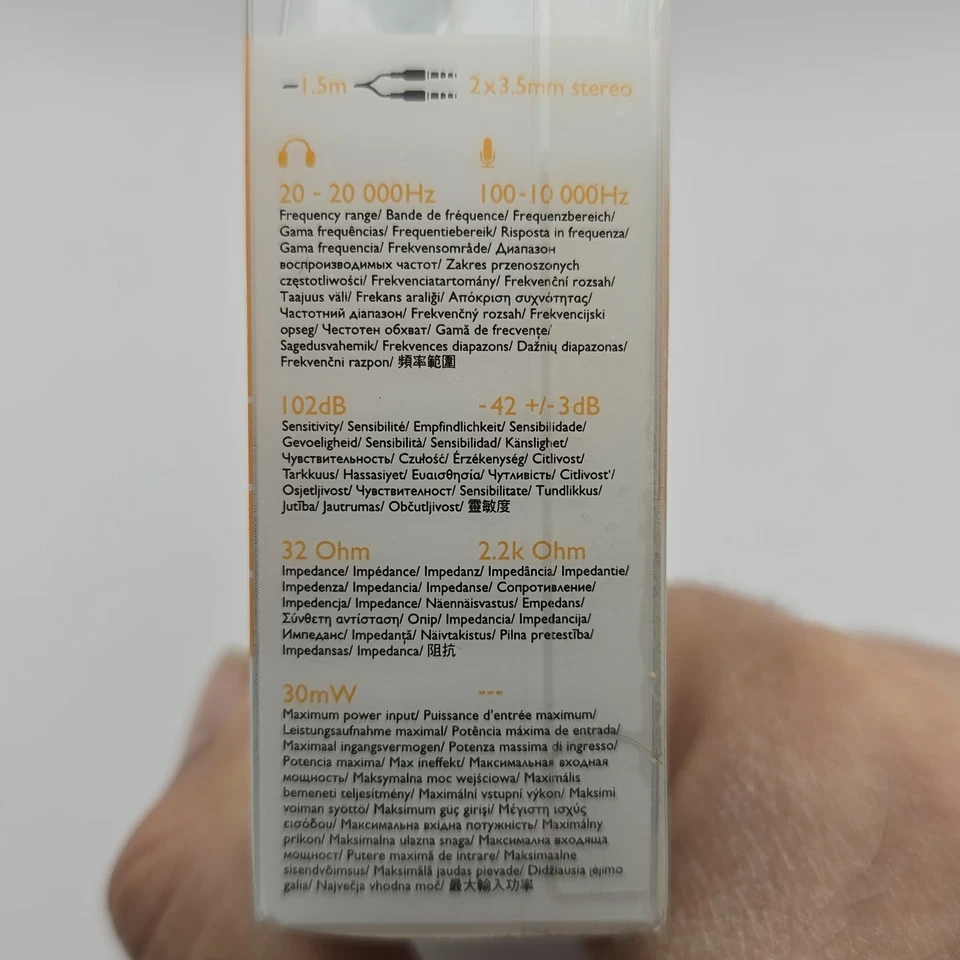 1.5m 2x3.5mm stereo
20 - 20 000Hz 100-10 000Hz
Frequency range/ Bande de fréquence/ Frequenzbereich/
Gama frequências/ Frequentiebereik/ Risposta in frequenza/
Gama frequencia/ Frekvensområde/ Диапазон
воспроизводимых частот/ Zakres przenoszonych
częstotliwości/ Frekvenciatartomány/ Frekvenční rozsah/
Taajuus väli/ Frekans araliği/ Απόκριση συχνότητας/
Частотний діапазон/ Frekvenčný rozsah/ Frekvencijski
opseg/ Честотен обхват/ Gamă de frecvenţe/
Sagedusvahemik/ Frekvences diapazons/ Dažnių diapazonas/
Frekvenčni razpon/ 頻率範圍
102dB -42 +/-3dB
Sensitivity/ Sensibilité/ Empfindlichkeit/ Sensibilidade/
Gevoeligheid/ Sensibilità/ Sensibilidad/ Känslighet/
Чувствительность/ Czułość/ Érzékenység/ Citlivost/
Tarkkuus/ Hassasiyet/ Ευαισθησία/ Чутливість/ Citlivost'/
Osjetljivost/ Чувствителност/ Sensibilitate/ Tundlikkus/
Jutība/ Jautrumas/ Občutljivost/ 靈敏度
32 Ohm 2.2k Ohm
Impedance/ Impédance/ Impedanz/ Impedância/ Impedantie/
Impedenza/ Impedancia/ Impedanse/ Сопротивление/
Impedencja/ Impedance/ Näennäisvastus/ Empedans/
Σύνθετη αντίσταση/ Опір/ Impedancia/ Impedancija/
Импеданс/ Impedanţă/ Näivtakistus/ Pilna pretestība/
Impedansas/ Impedanca/ 阻抗
30mW ---
Maximum power input/ Puissance d'entrée maximum/
Leistungsaufnahme maximal/ Potência máxima de entrada/
Maximaal ingangsvermogen/ Potenza massima di ingresso/
Potencia maxima/ Max ineffekt/ Максимальная входная
мощность/ Maksymalna moc wejściowa/ Maximális
bemeneti teljesítmény/ Maximální vstupní výkon/ Maksimi
voiman syöttö/ Maksimum güç girişi/ Μέγιστη ισχύς
εισόδου/ Максимальна вхідна потужність/ Maximálny
príkon/ Maksimalna ulazna snaga/ Максимална входяща
мощност/ Putere maximă de intrare/ Maksimaalne
sisendvõimsus/ Maksimālā jaudas pievade/ Didžiausia įėjimo
galia/ Največja vhodna moč/ 最大輸入功率